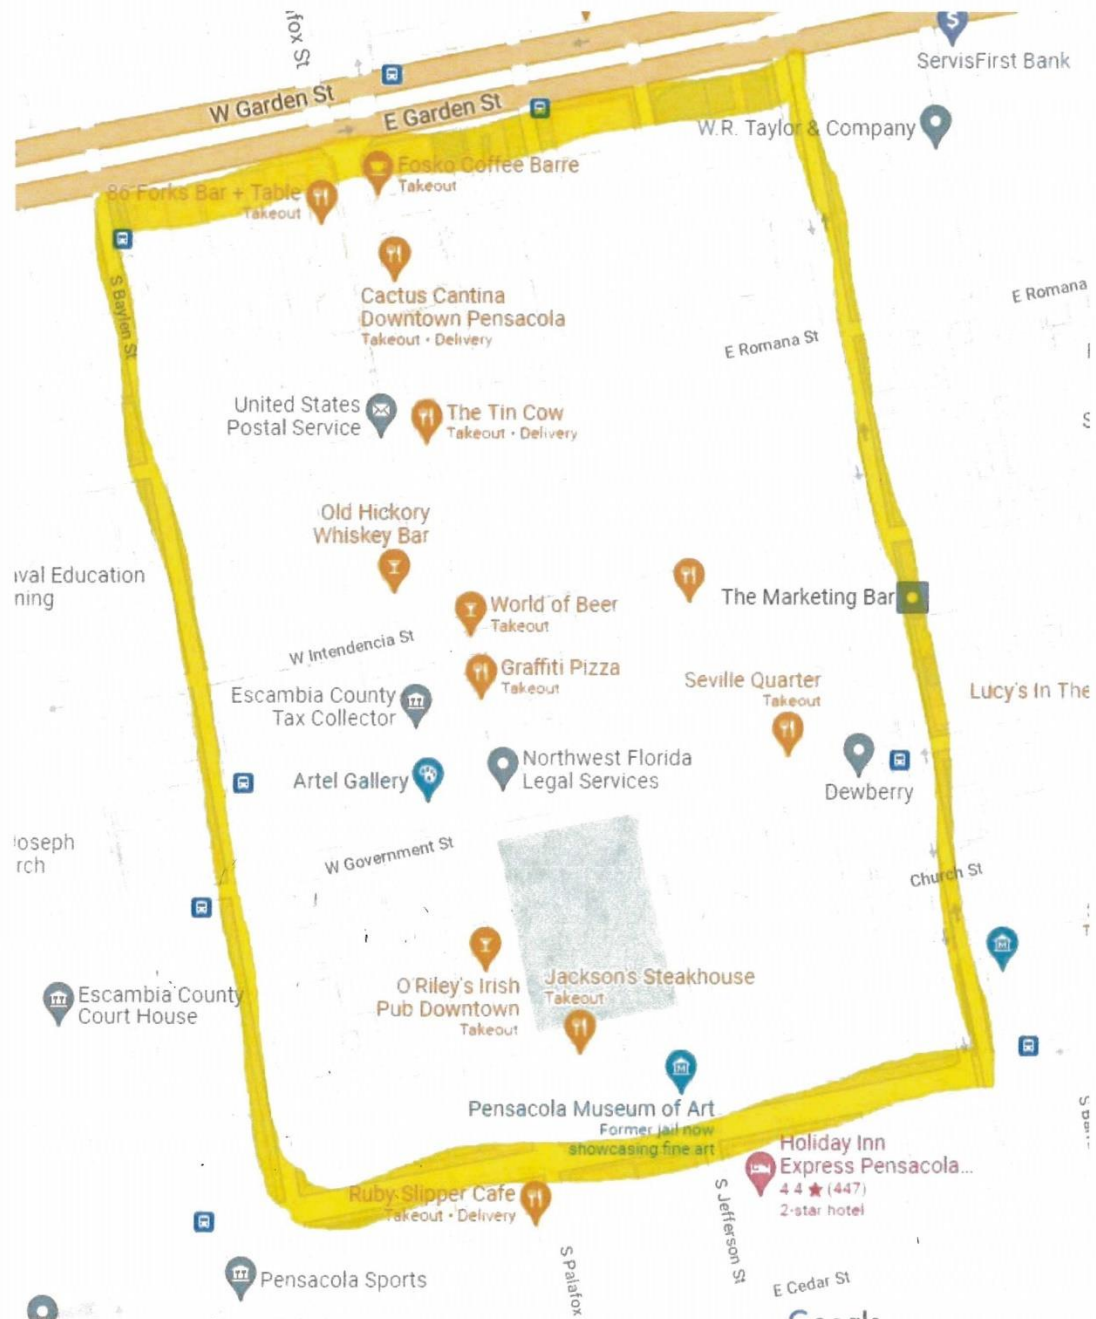 fox St
ServisFirst Bank
W Garden St
E Garden St
W.R. Taylor & Company
Fosko Coffee Barre
Takeout
86 Forks Bar + Table
Takeout
S Baylen St
Cactus Cantina
Downtown Pensacola
Takeout • Delivery
E Romana
E Romana St
United States
Postal Service
The Tin Cow
Takeout • Delivery
S
Old Hickory
Whiskey Bar
aval Education
ning
The Marketing Bar
World of Beer
Takeout
W Intendencia St
Graffiti Pizza
Takeout
Seville Quarter
Takeout
Lucy's In The
Escambia County
Tax Collector
Northwest Florida
Legal Services
Artel Gallery
Dewberry
Joseph
rch
W Government St
Church St
Escambia County
Court House
O'Riley's Irish
Pub Downtown
Takeout
Jackson's Steakhouse
Takeout
Pensacola Museum of Art
Former jail now
showcasing fine art
Holiday Inn
Express Pensacola...
4.4 ★ (447)
2-star hotel
Ruby Slipper Cafe
Takeout • Delivery
S Jefferson St
S Palafox
Pensacola Sports
E Cedar St